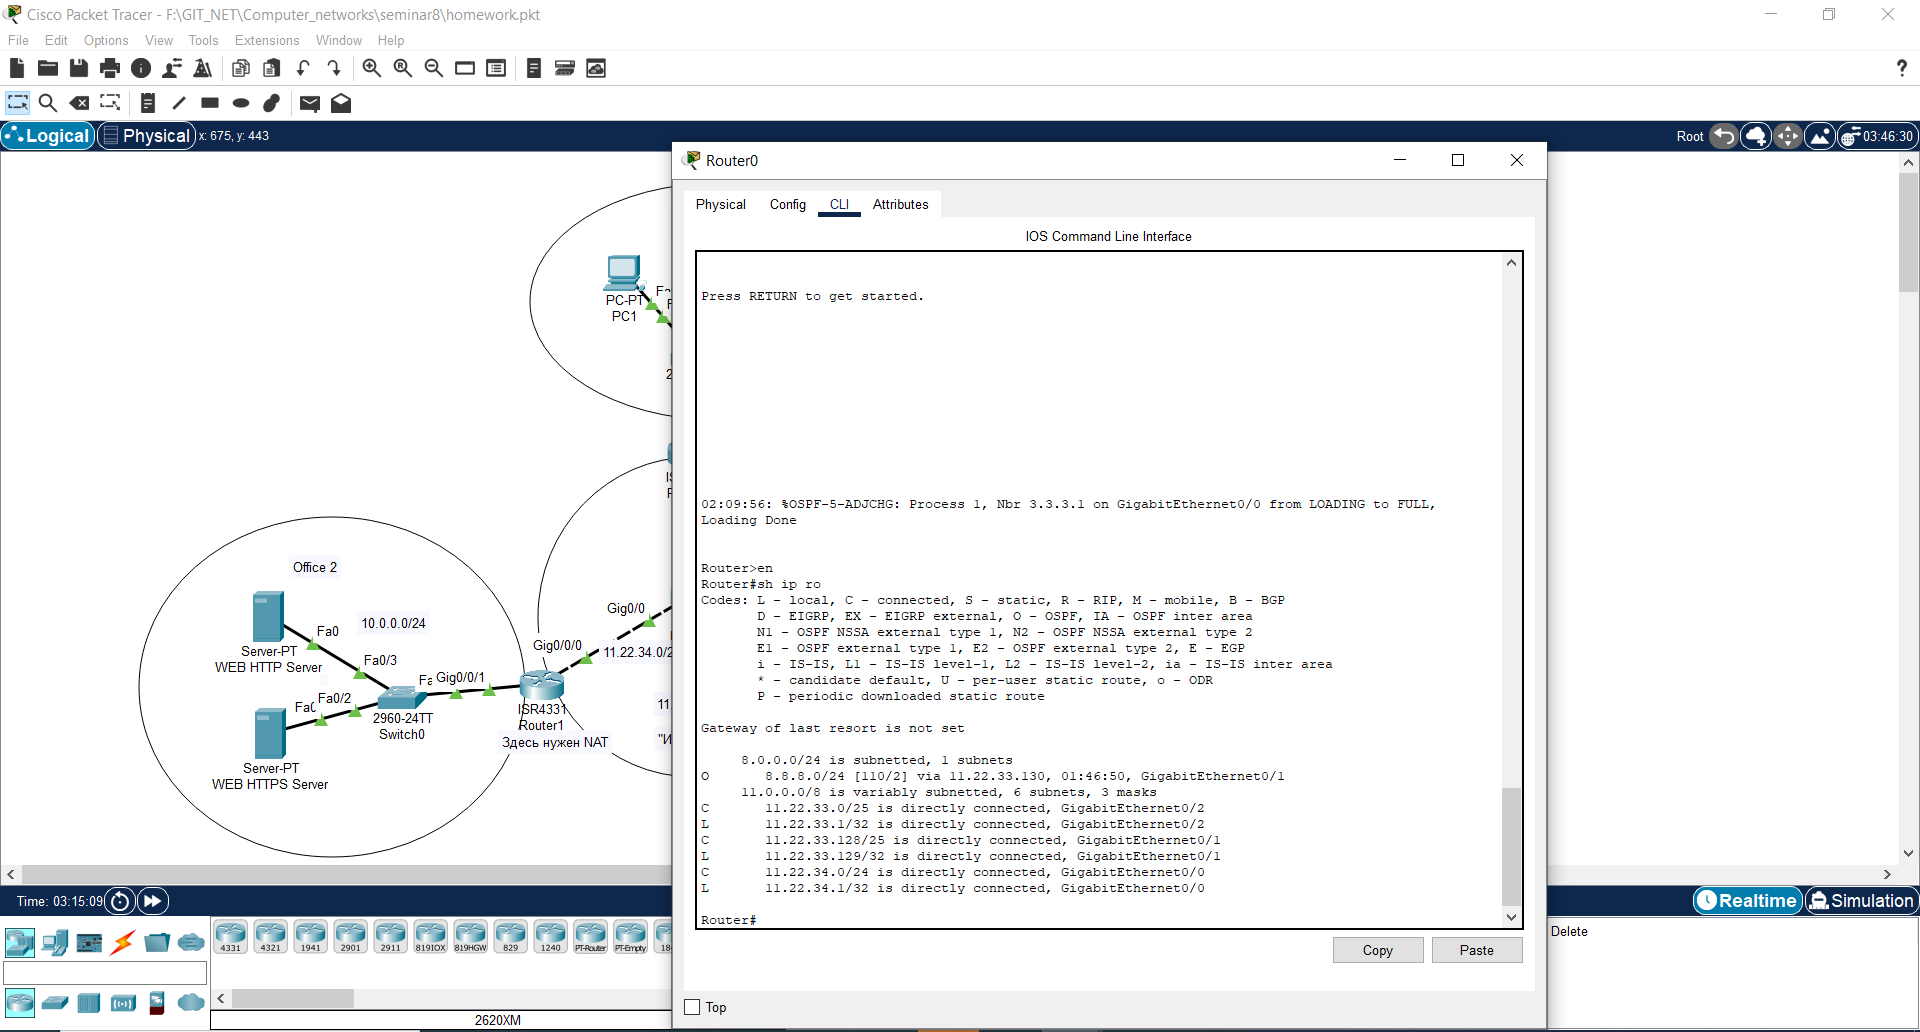 Cisco Packet Tracer - F:\GIT_NET\Computer_networks\seminar8\homework.pkt
File Edit Options View Tools Extensions Window Help
?
Logical Physical x: 675, y: 443
Root 03:46:30
Router0
Physical Config CLI Attributes
IOS Command Line Interface
Press RETURN to get started.
02:09:56: %OSPF-5-ADJCHG: Process 1, Nbr 3.3.3.1 on GigabitEthernet0/0 from LOADING to FULL,
Loading Done
Router>en
Router#sh ip ro
Codes: L - local, C - connected, S - static, R - RIP, M - mobile, B - BGP
D - EIGRP, EX - EIGRP external, O - OSPF, IA - OSPF inter area
N1 - OSPF NSSA external type 1, N2 - OSPF NSSA external type 2
E1 - OSPF external type 1, E2 - OSPF external type 2, E - EGP
i - IS-IS, L1 - IS-IS level-1, L2 - IS-IS level-2, ia - IS-IS inter area
* - candidate default, U - per-user static route, o - ODR
P - periodic downloaded static route
Gateway of last resort is not set
8.0.0.0/24 is subnetted, 1 subnets
O 8.8.8.0/24 [110/2] via 11.22.33.130, 01:46:50, GigabitEthernet0/1
11.0.0.0/8 is variably subnetted, 6 subnets, 3 masks
C 11.22.33.0/25 is directly connected, GigabitEthernet0/2
L 11.22.33.1/32 is directly connected, GigabitEthernet0/2
C 11.22.33.128/25 is directly connected, GigabitEthernet0/1
L 11.22.33.129/32 is directly connected, GigabitEthernet0/1
C 11.22.34.0/24 is directly connected, GigabitEthernet0/0
L 11.22.34.1/32 is directly connected, GigabitEthernet0/0
Router#
Copy Paste
Top
PC-PT
PC1
Office 2
10.0.0.0/24
Fa0
Server-PT
WEB HTTP Server
Fa0/3
Fa0/2
Gig0/0/1
2960-24TT
Switch0
Server-PT
WEB HTTPS Server
Gig0/0
Gig0/0/0
11.22.34.0/2
ISR4331
Router1
Здесь нужен NAT
Time: 03:15:09
Realtime Simulation
4331 4321 1941 2901 2911 819IOX 819HGW 829 1240 PT-Router PT-Empty
2620XM
Delete